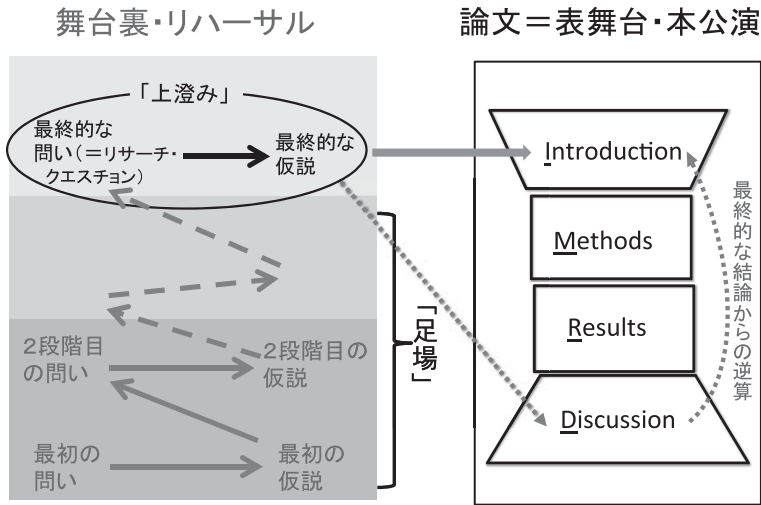 舞台裏・リハーサル
論文＝表舞台・本公演
「上澄み」
最終的な
問い（＝リサーチ・
クエスチョン）
最終的な
仮説
2段階目
の問い
2段階目の
仮説
最初の
問い
最初の
仮説
「足場」
Introduction
Methods
Results
Discussion
最終的な結論からの逆算